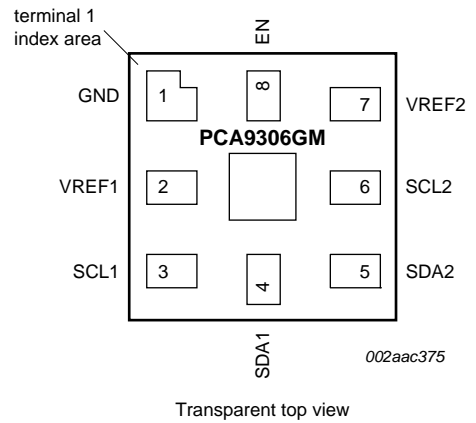 terminal 1
index area
EN
GND
1
8
7
VREF2
PCA9306GM
VREF1
2
6
SCL2
SCL1
3
4
5
SDA2
SDA1
002aac375
Transparent top view